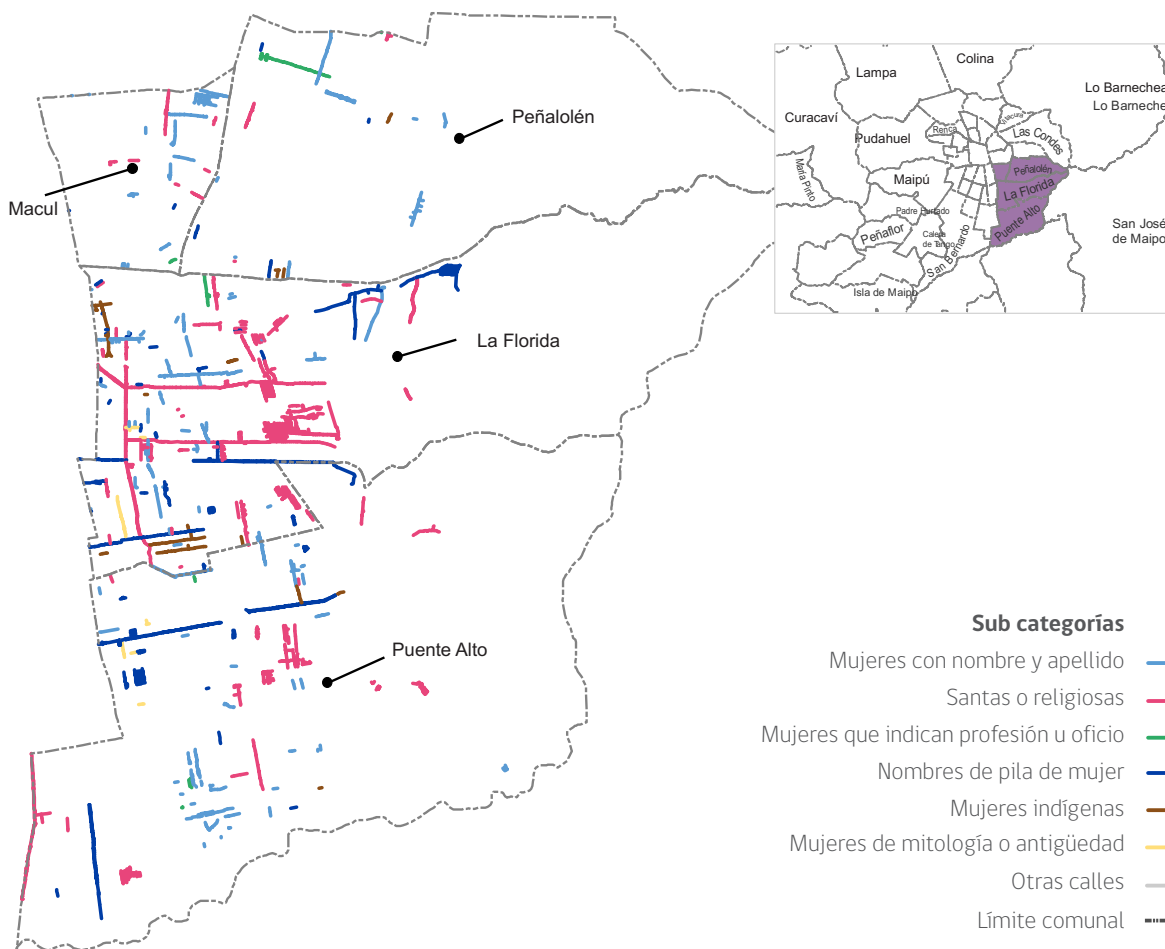 Peñalolén
Macul
La Florida
Puente Alto
Colina
Lampa
Lo Barnechea
Lo Barneche
Curacaví
Pudahuel
Renca
Las Condes
María Pinto
Maipú
Peñalolén
La Florida
Puente Alto
Padre Hurtado
Peñaflor
Calera
de Tango
San Bernardo
San José
de Maipo
Isla de Maipo
Sub categorías
Mujeres con nombre y apellido
Santas o religiosas
Mujeres que indican profesión u oficio
Nombres de pila de mujer
Mujeres indígenas
Mujeres de mitología o antigüedad
Otras calles
Límite comunal